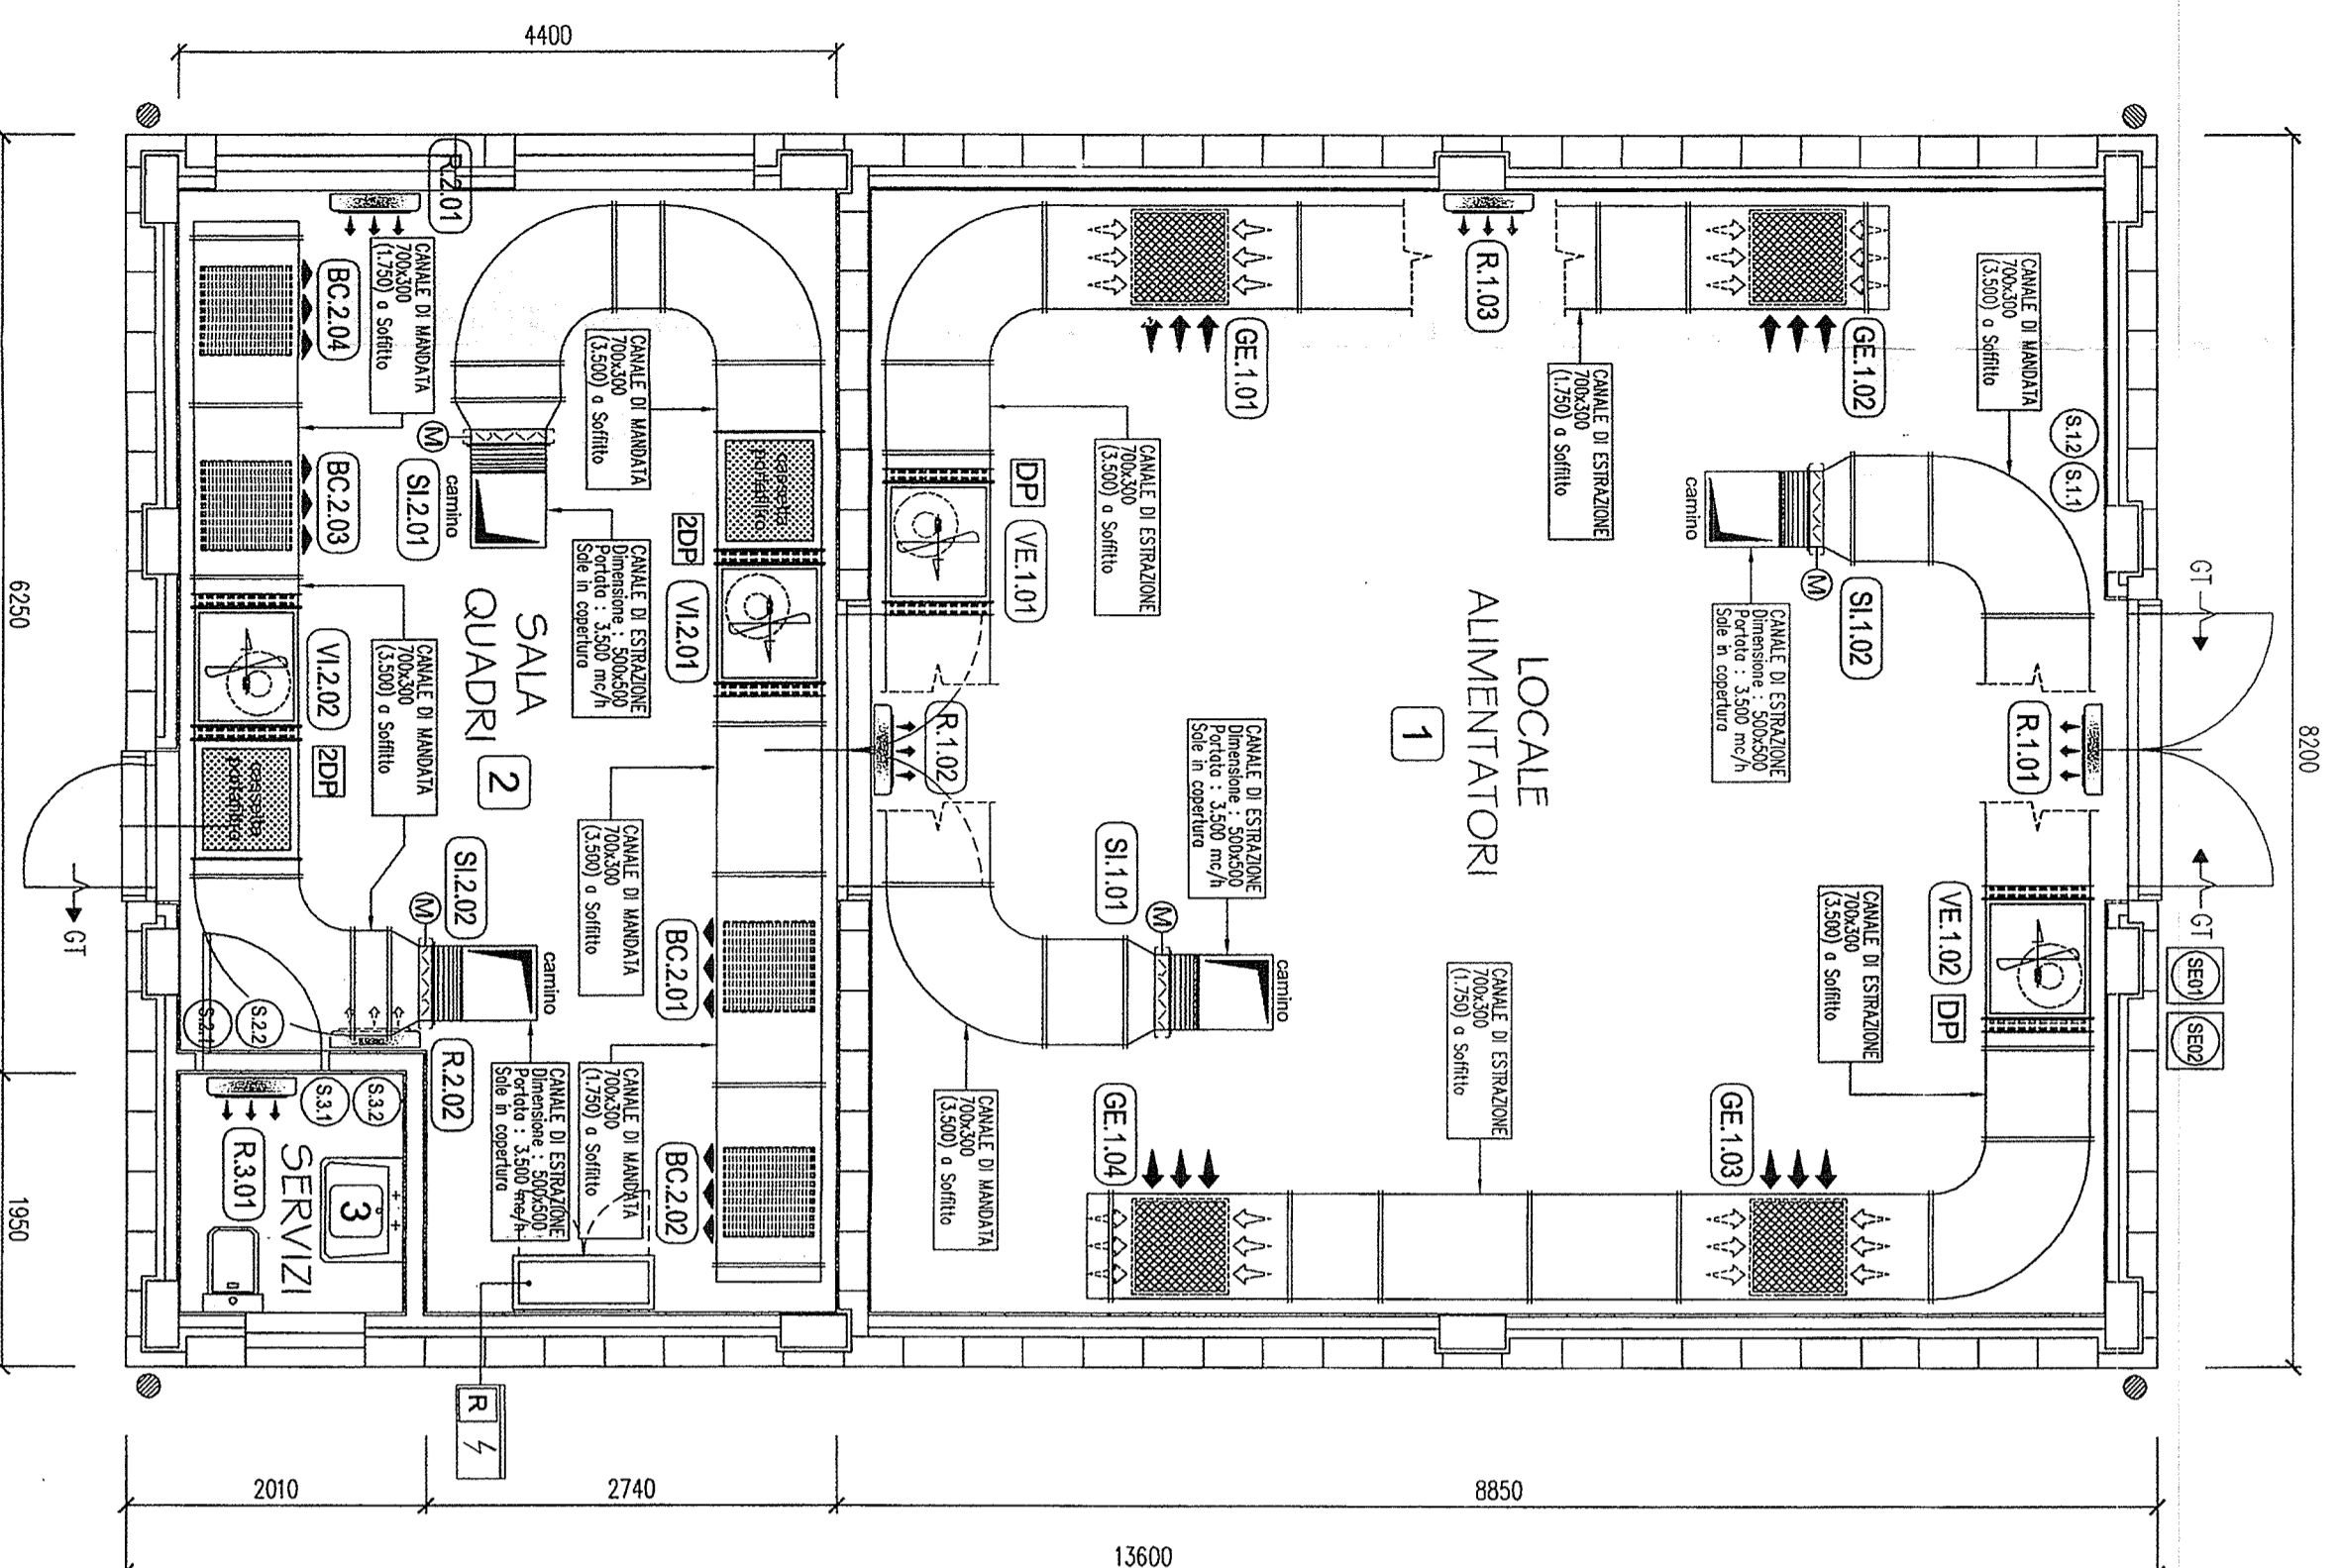 4400
8200
6250
1950
2010
2740
8850
13600
R.2.01
CANALE DI MANDATA
700x300
(1.750) a Soffitto
BC.2.04
BC.2.03
M
SI.2.01
camino
CANALE DI MANDATA
700x300
(3.500) a Soffitto
cassetta
portafiltro
2DP
VI.2.01
CANALE DI ESTRAZIONE
Dimensione : 500x500
Portata : 3.500 mc/h
Sale in copertura
SALA
QUADRI
2
VI.2.02
2DP
cassetta
portafiltro
CANALE DI MANDATA
700x300
(3.500) a Soffitto
CANALE DI MANDATA
700x300
(3.500) a Soffitto
SI.2.02
M
camino
BC.2.01
BC.2.02
S.2.1
S.2.2
R.2.02
CANALE DI ESTRAZIONE
Dimensione : 500x500
Portata : 3.500 mc/h
Sale in copertura
CANALE DI MANDATA
700x300
(1.750) a Soffitto
S.3.1
S.3.2
R.3.01
SERVIZI
3
GT
R
GE.1.01
R.1.03
GE.1.02
CANALE DI MANDATA
700x300
(3.500) a Soffitto
CANALE DI ESTRAZIONE
700x300
(1.750) a Soffitto
CANALE DI ESTRAZIONE
700x300
(3.500) a Soffitto
S.1.2
S.1.1
DP
VE.1.01
camino
M
SI.1.02
CANALE DI ESTRAZIONE
Dimensione : 500x500
Portata : 3.500 mc/h
Sale in copertura
GT
LOCALE
ALIMENTATORI
1
R.1.02
R.1.01
CANALE DI ESTRAZIONE
Dimensione : 500x500
Portata : 3.500 mc/h
Sale in copertura
SI.1.01
M
camino
VE.1.02
DP
CANALE DI ESTRAZIONE
700x300
(3.500) a Soffitto
GT
SE01
SE02
CANALE DI ESTRAZIONE
700x300
(1.750) a Soffitto
CANALE DI MANDATA
700x300
(3.500) a Soffitto
GE.1.04
GE.1.03